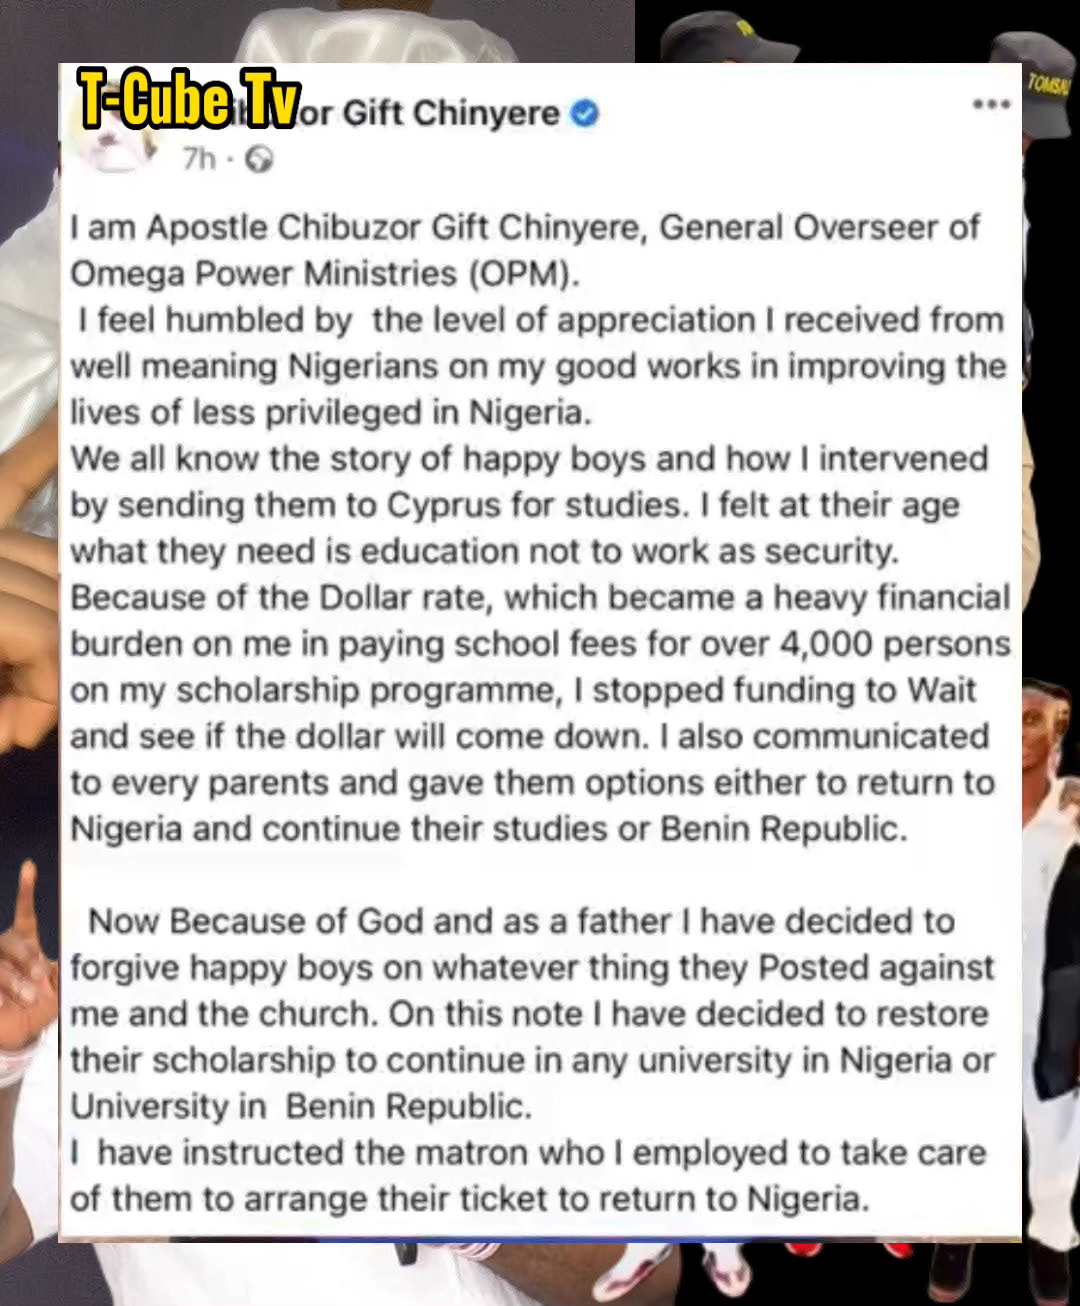 T-Cube Tv
or Gift Chinyere
7h ·
I am Apostle Chibuzor Gift Chinyere, General Overseer of
Omega Power Ministries (OPM).
I feel humbled by the level of appreciation I received from
well meaning Nigerians on my good works in improving the
lives of less privileged in Nigeria.
We all know the story of happy boys and how I intervened
by sending them to Cyprus for studies. I felt at their age
what they need is education not to work as security.
Because of the Dollar rate, which became a heavy financial
burden on me in paying school fees for over 4,000 persons
on my scholarship programme, I stopped funding to Wait
and see if the dollar will come down. I also communicated
to every parents and gave them options either to return to
Nigeria and continue their studies or Benin Republic.
Now Because of God and as a father I have decided to
forgive happy boys on whatever thing they Posted against
me and the church. On this note I have decided to restore
their scholarship to continue in any university in Nigeria or
University in Benin Republic.
I have instructed the matron who I employed to take care
of them to arrange their ticket to return to Nigeria.